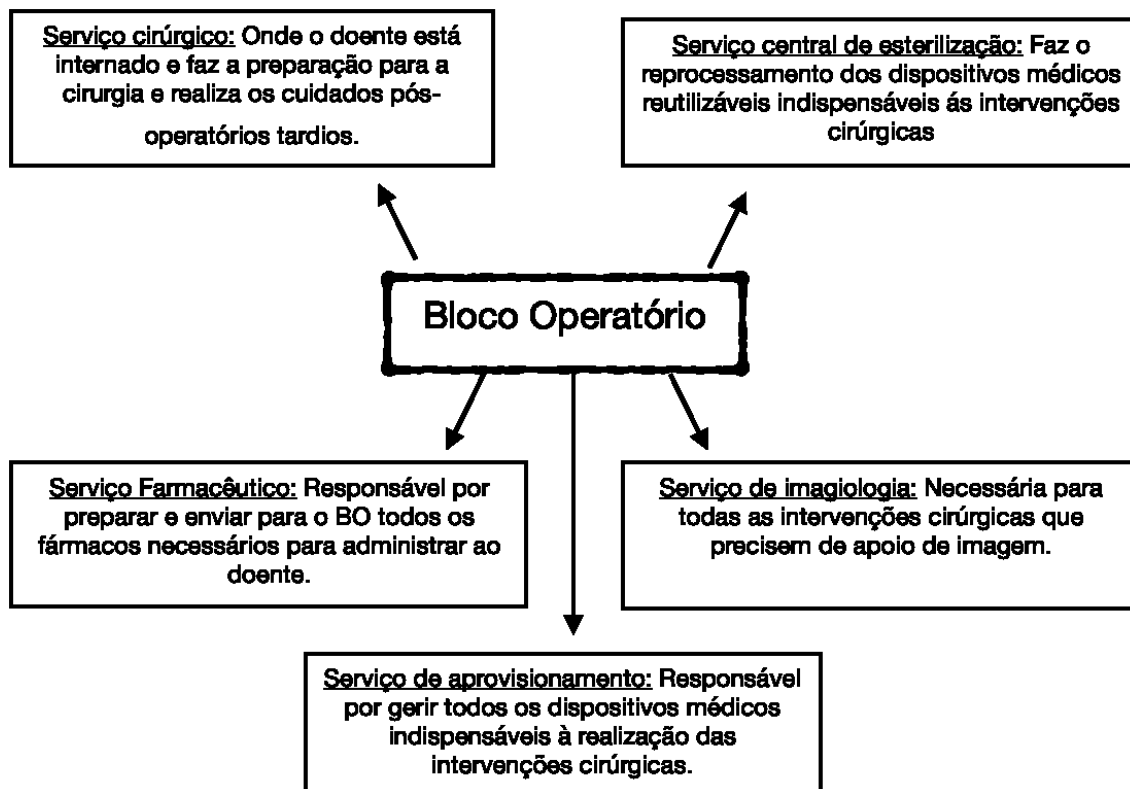 Serviço cirúrgico: Onde o doente está
internado e faz a preparação para a
cirurgia e realiza os cuidados pós-
operatórios tardios.
Serviço central de esterilização: Faz o
reprocessamento dos dispositivos médicos
reutilizáveis indispensáveis ás intervenções
cirúrgicas
Bloco Operatório
Serviço Farmacêutico: Responsável por
preparar e enviar para o BO todos os
fármacos necessários para administrar ao
doente.
Serviço de imagiologia: Necessária para
todas as intervenções cirúrgicas que
precisem de apoio de imagem.
Serviço de aprovisionamento: Responsável
por gerir todos os dispositivos médicos
indispensáveis à realização das
intervenções cirúrgicas.